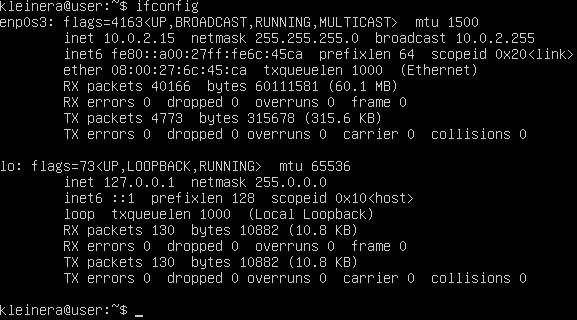 kleinera@user:~$ ifconfig
enp0s3: flags=4163<UP,BROADCAST,RUNNING,MULTICAST>  mtu 1500
        inet 10.0.2.15  netmask 255.255.255.0  broadcast 10.0.2.255
        inet6 fe80::a00:27ff:fe6c:45ca  prefixlen 64  scopeid 0x20<link>
        ether 08:00:27:6c:45:ca  txqueuelen 1000  (Ethernet)
        RX packets 40166  bytes 60111581 (60.1 MB)
        RX errors 0  dropped 0  overruns 0  frame 0
        TX packets 4773  bytes 315678 (315.6 KB)
        TX errors 0  dropped 0 overruns 0  carrier 0  collisions 0
lo: flags=73<UP,LOOPBACK,RUNNING>  mtu 65536
        inet 127.0.0.1  netmask 255.0.0.0
        inet6 ::1  prefixlen 128  scopeid 0x10<host>
        loop  txqueuelen 1000  (Local Loopback)
        RX packets 130  bytes 10882 (10.8 KB)
        RX errors 0  dropped 0  overruns 0  frame 0
        TX packets 130  bytes 10882 (10.8 KB)
        TX errors 0  dropped 0 overruns 0  carrier 0  collisions 0
kleinera@user:~$ _